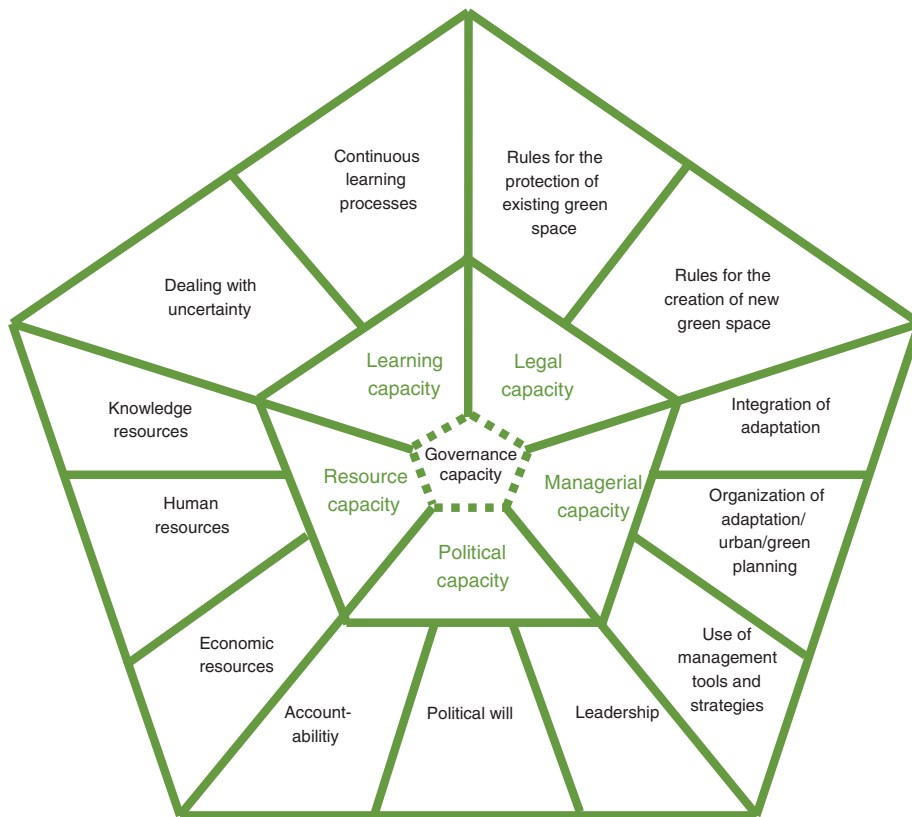 Continuous
learning
processes
Rules for the
protection of
existing green
space
Dealing with
uncertainty
Rules for the
creation of new
green space
Learning
capacity
Legal
capacity
Knowledge
resources
Integration of
adaptation
Governance
capacity
Resource
capacity
Managerial
capacity
Human
resources
Organization of
adaptation/
urban/green
planning
Political
capacity
Economic
resources
Use of
management
tools and
strategies
Account-
abilitiy
Political will
Leadership